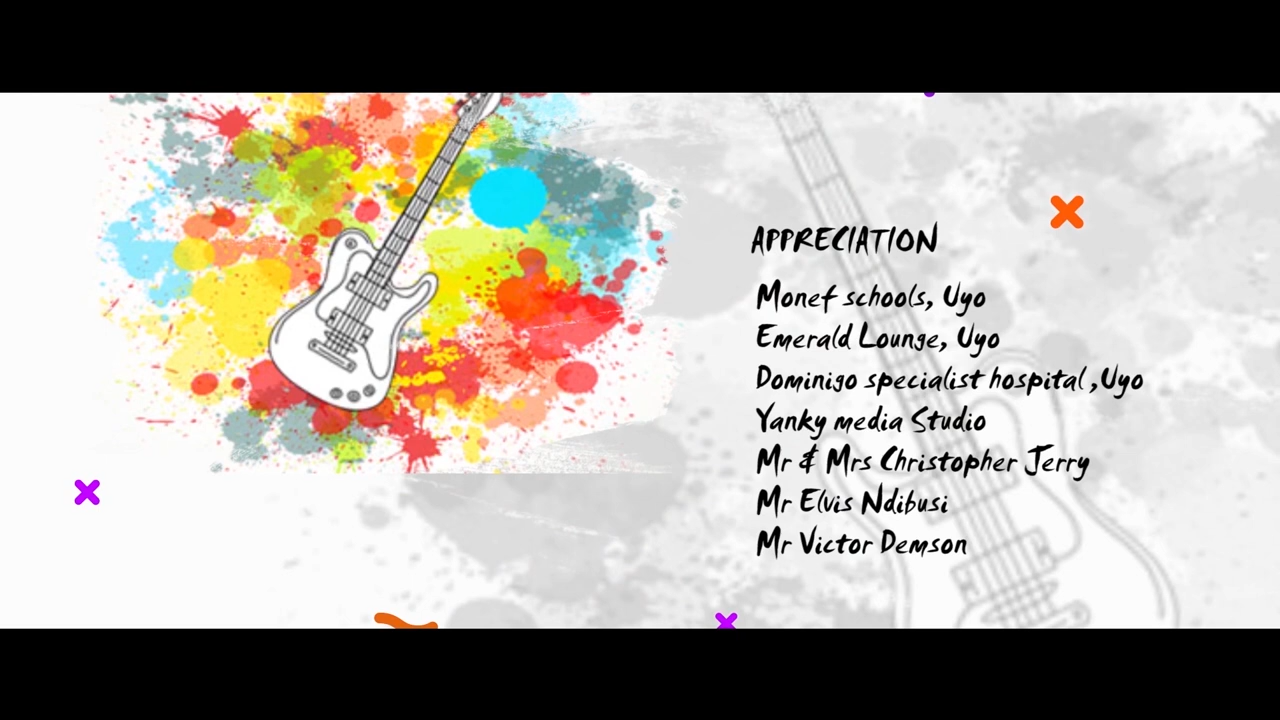 APPRECIATION
Monef schools, Uyo
Emerald Lounge, Uyo
Dominigo specialist hospital ,Uyo
Yanky media Studio
Mr & Mrs Christopher Jerry
Mr Elvis Ndibusi
Mr Victor Demson